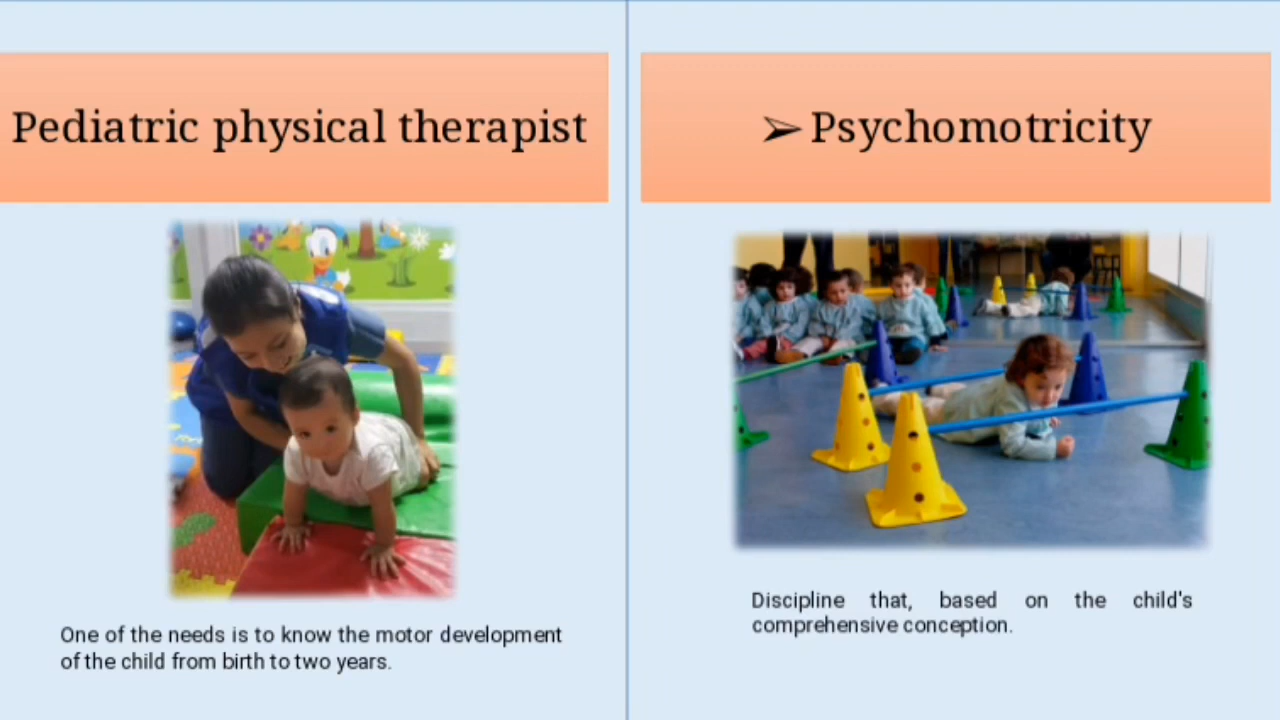 Pediatric physical therapist
One of the needs is to know the motor development
of the child from birth to two years.
➢ Psychomotricity
Discipline that, based on the child's
comprehensive conception.